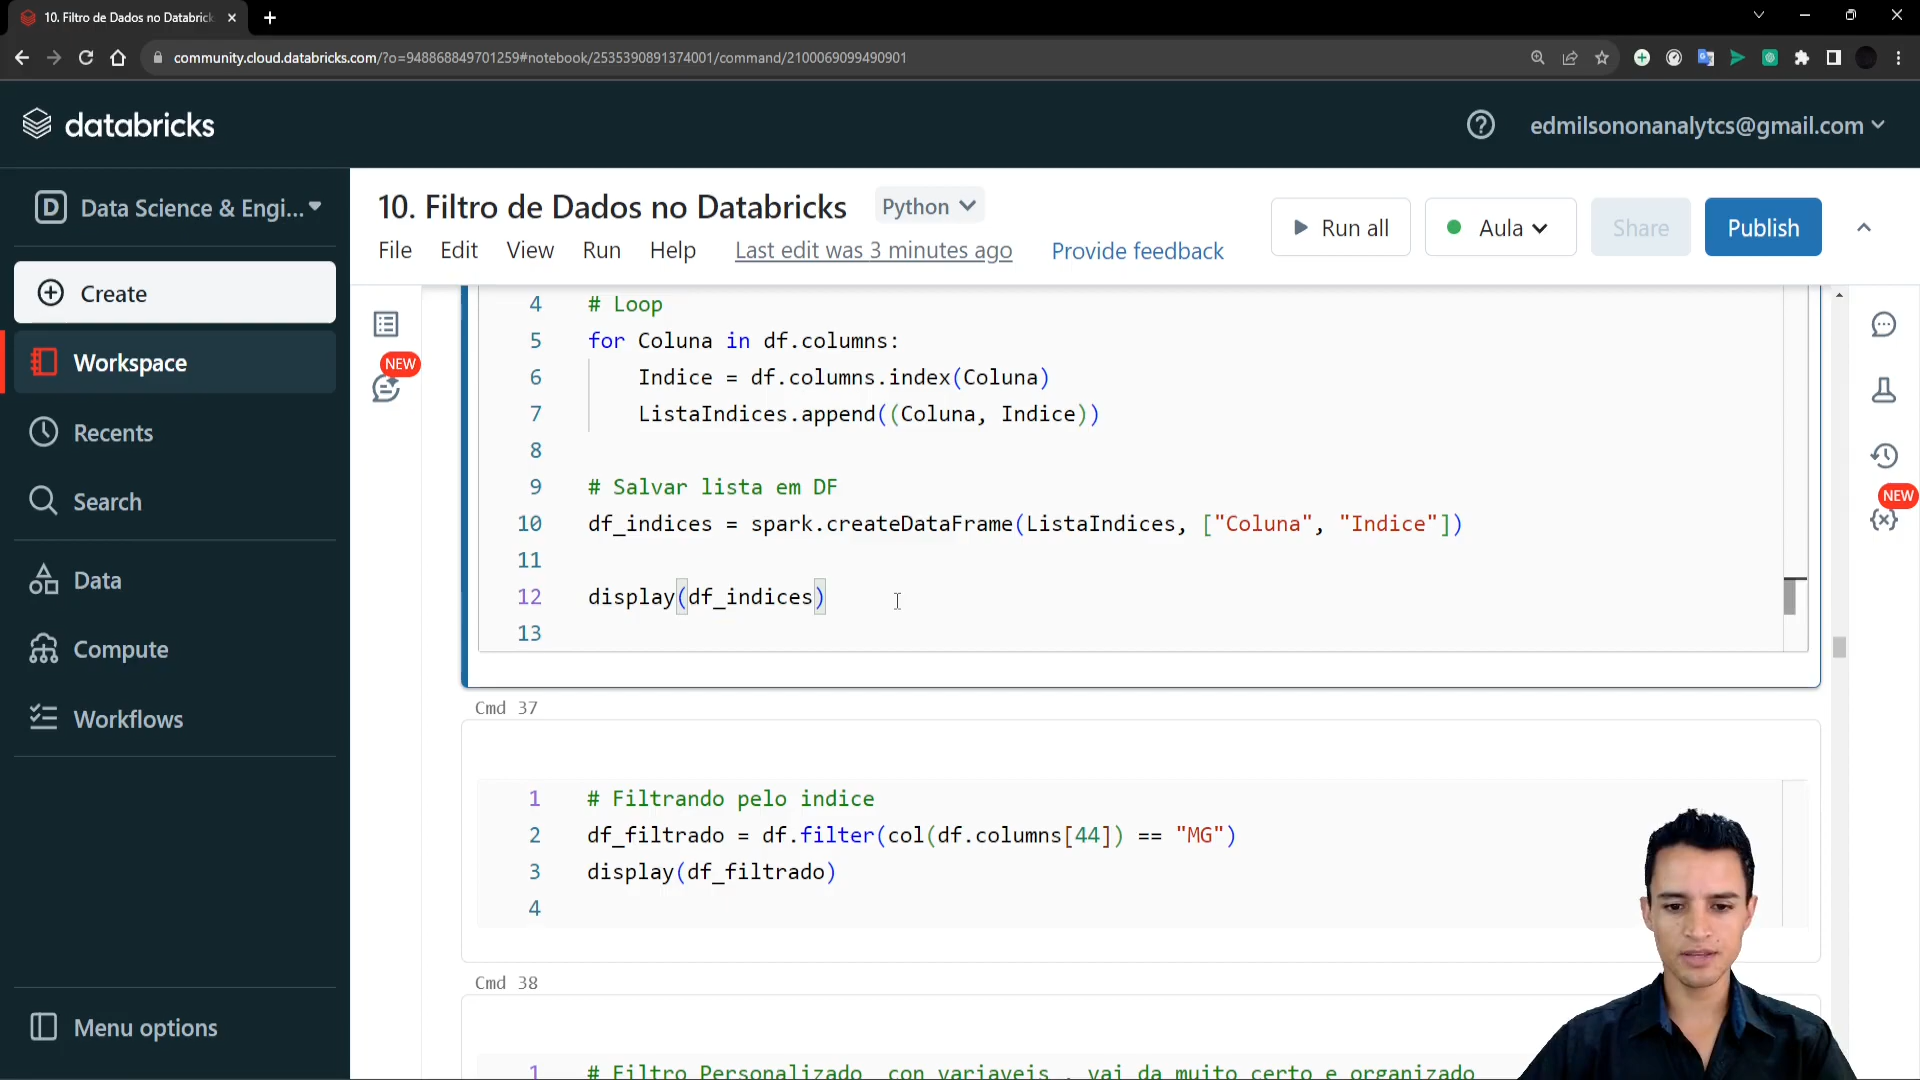 10. Filtro de Dados no Databrick
community.cloud.databricks.com/?o=948868849701259#notebook/2535390891374001/command/2100069099490901
databricks
edmilsononanalytcs@gmail.com
D Data Science & Engi...
10. Filtro de Dados no Databricks Python
Run all
Aula
Share
Publish
File Edit View Run Help Last edit was 3 minutes ago Provide feedback
Create
Workspace
Recents
Search
Data
Compute
Workflows
Menu options
NEW
NEW
4 # Loop
5 for Coluna in df.columns:
6 Indice = df.columns.index(Coluna)
7 ListaIndices.append((Coluna, Indice))
8
9 # Salvar lista em DF
10 df_indices = spark.createDataFrame(ListaIndices, ["Coluna", "Indice"])
11
12 display(df_indices)
13
Cmd 37
1 # Filtrando pelo indice
2 df_filtrado = df.filter(col(df.columns[44]) == "MG")
3 display(df_filtrado)
4
Cmd 38
1 # Filtro Personalizado con variaveis , vai da muito certo e organizado